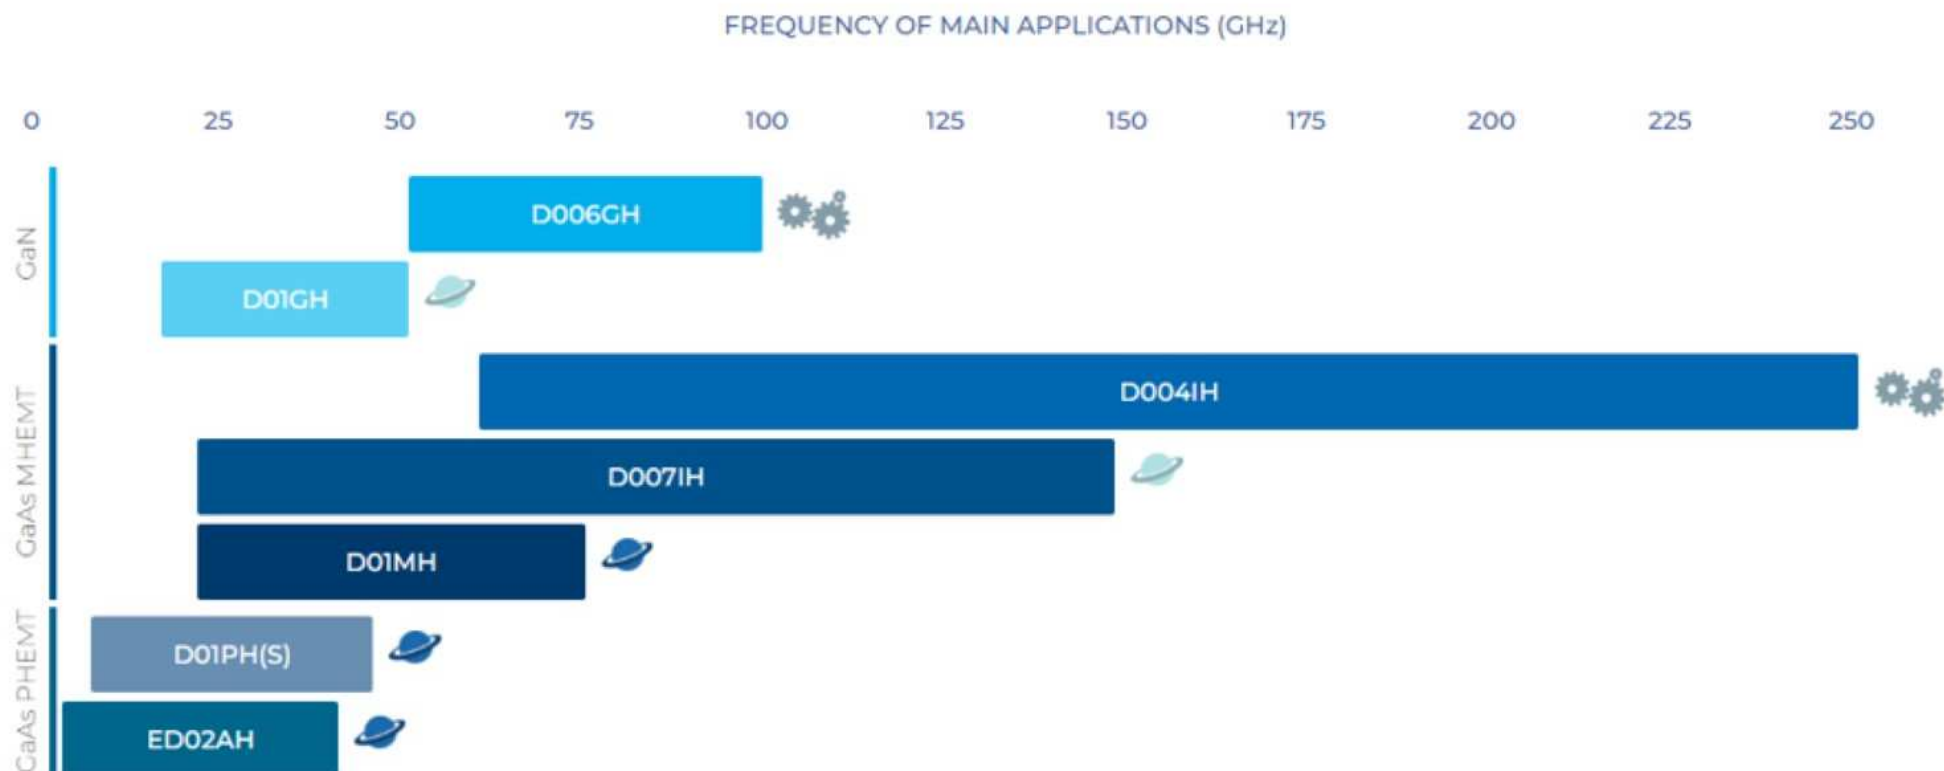 FREQUENCY OF MAIN APPLICATIONS (GHz)
0 25 50 75 100 125 150 175 200 225 250
GaN
D006GH
D01GH
GaAs MHEMT
D004IH
D007IH
D01MH
GaAs PHEMT
D01PH(S)
ED02AH